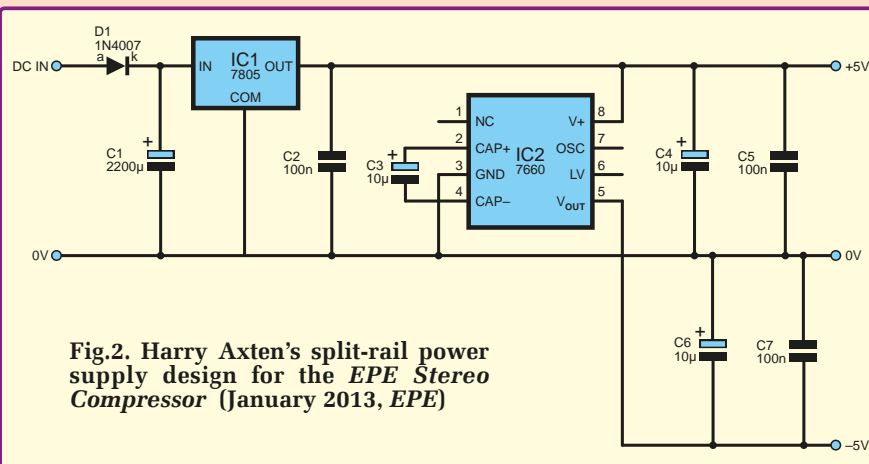 D1
1N4007
a
k
DC IN
IN
IC1
7805
OUT
COM
+5V
C1
2200µ
+
C2
100n
C3
10µ
+
1
NC
2
CAP+
3
GND
4
CAP–
IC2
7660
V+
8
OSC
7
LV
6
VOUT
5
C4
10µ
+
C5
100n
0V
0V
C6
10µ
+
C7
100n
–5V
Fig.2. Harry Axten's split-rail power
supply design for the EPE Stereo
Compressor (January 2013, EPE)